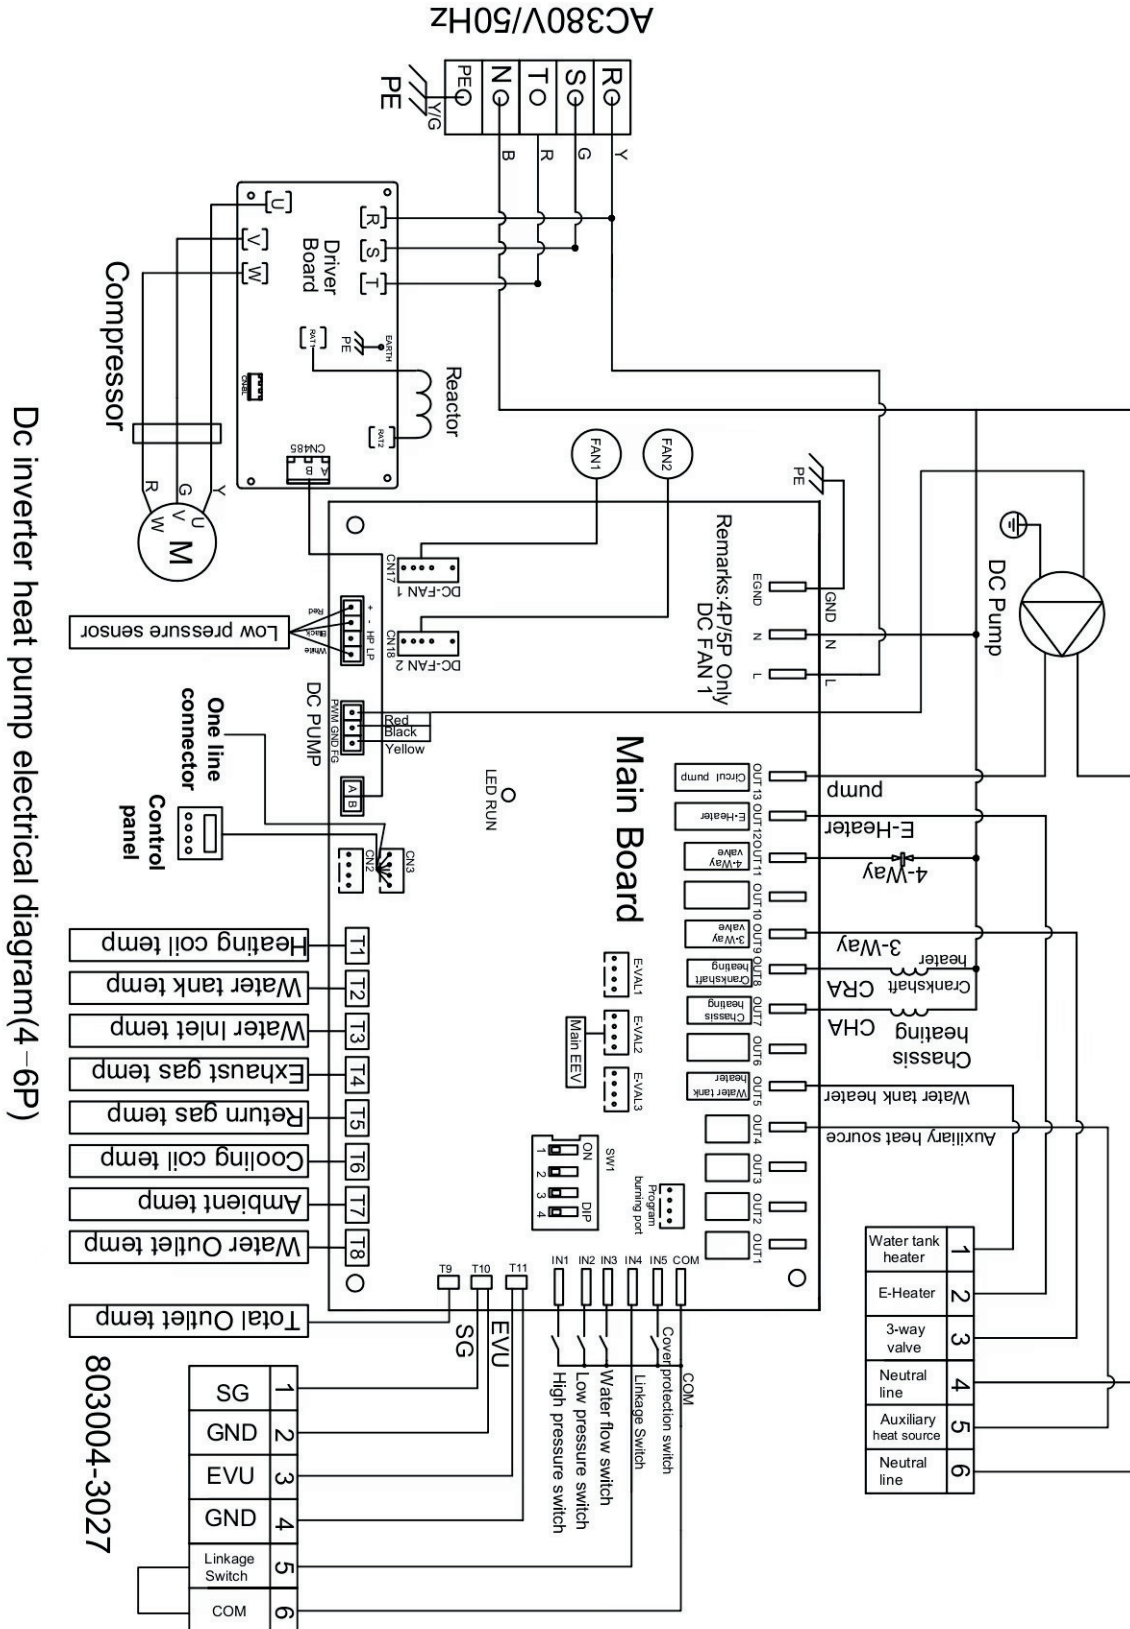 AC380V/50Hz
PE
Y/G
PE
N
T
S
R
B
R
G
Y
U
V
W
R
S
T
Driver
Board
RAT1
PE
EARTH
RAT2
CN-BL
CN485
B
A
Reactor
Compressor
R
G
Y
W
V
U
M
FAN1
FAN2
PE
DC Pump
CN17
DC-FAN 1
CN18
DC-FAN 2
Remarks:4P/5P Only
DC FAN 1
EGND
GND
N
N
L
L
Low pressure sensor
Red
Black
White
+
-
HP
LP
DC PUMP
PWM
GND
FG
Red
Black
Yellow
A
B
One line
connector
Control
panel
CN2
CN3
LED RUN
Main Board
OUT13
Circul pump
pump
OUT12
E-Heater
E-Heater
OUT11
4-Way
valve
4-Way
OUT10
OUT9
3-Way
valve
3-Way
OUT8
Crankshaft
heating
CRA
Crankshaft
heater
OUT7
Chassis
heating
CHA
Chassis
heating
OUT6
OUT5
Water tank
heater
Water tank heater
OUT4
Auxiliary heat source
OUT3
OUT2
OUT1
E-VAL1
E-VAL2
E-VAL3
Main EEV
SW1
ON
DIP
1
2
3
4
Program
burning port
T1
Heating coil temp
T2
Water tank temp
T3
Water Inlet temp
T4
Exhaust gas temp
T5
Return gas temp
T6
Cooling coil temp
T7
Ambient temp
T8
Water Outlet temp
Total Outlet temp
T9
T10
T11
SG
EVU
IN1
IN2
IN3
IN4
IN5
COM
High pressure switch
Low pressure switch
Water flow switch
Linkage Switch
Cover protection switch
COM
SG
1
GND
2
EVU
3
GND
4
Linkage
Switch
5
COM
6
Water tank
heater
1
E-Heater
2
3-way
valve
3
Neutral
line
4
Auxiliary
heat source
5
Neutral
line
6
803004-3027
Dc inverter heat pump electrical diagram(4-6P)